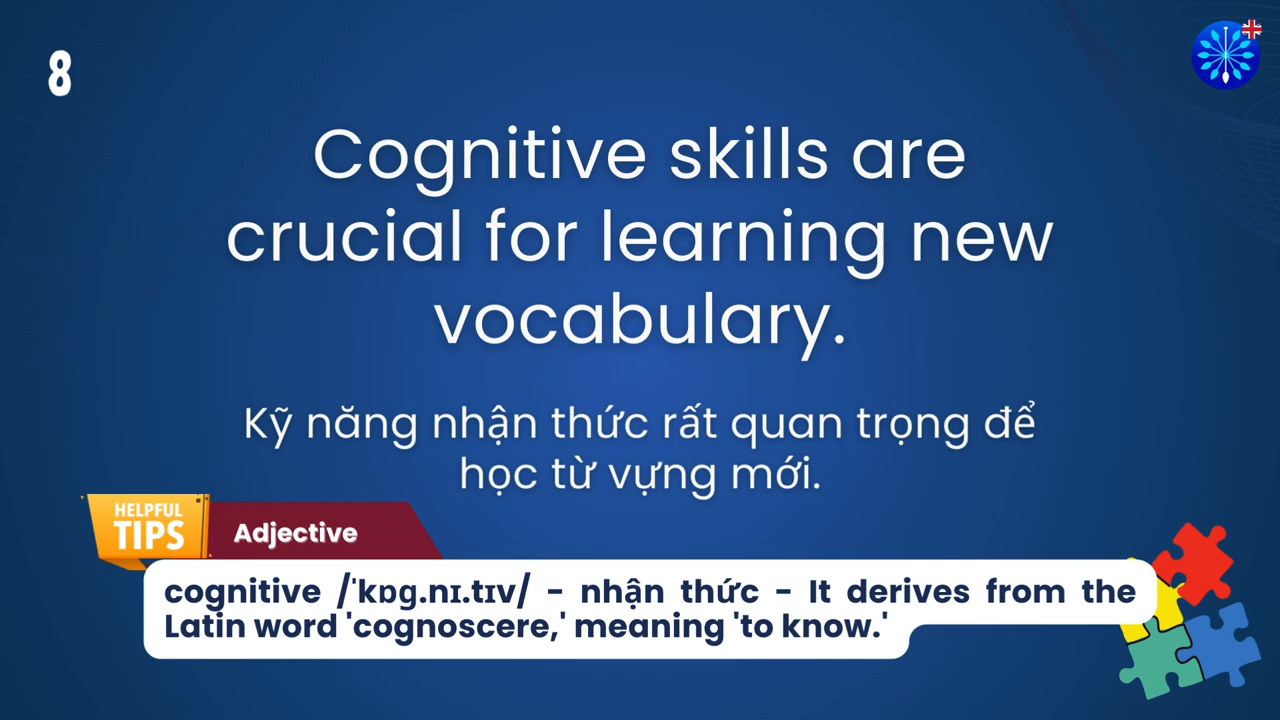 8
Cognitive skills are
crucial for learning new
vocabulary.
Kỹ năng nhận thức rất quan trọng để
học từ vựng mới.
HELPFUL
TIPS
Adjective
cognitive /ˈkɒg.nɪ.tɪv/ - nhận thức - It derives from the
Latin word 'cognoscere,' meaning 'to know.'